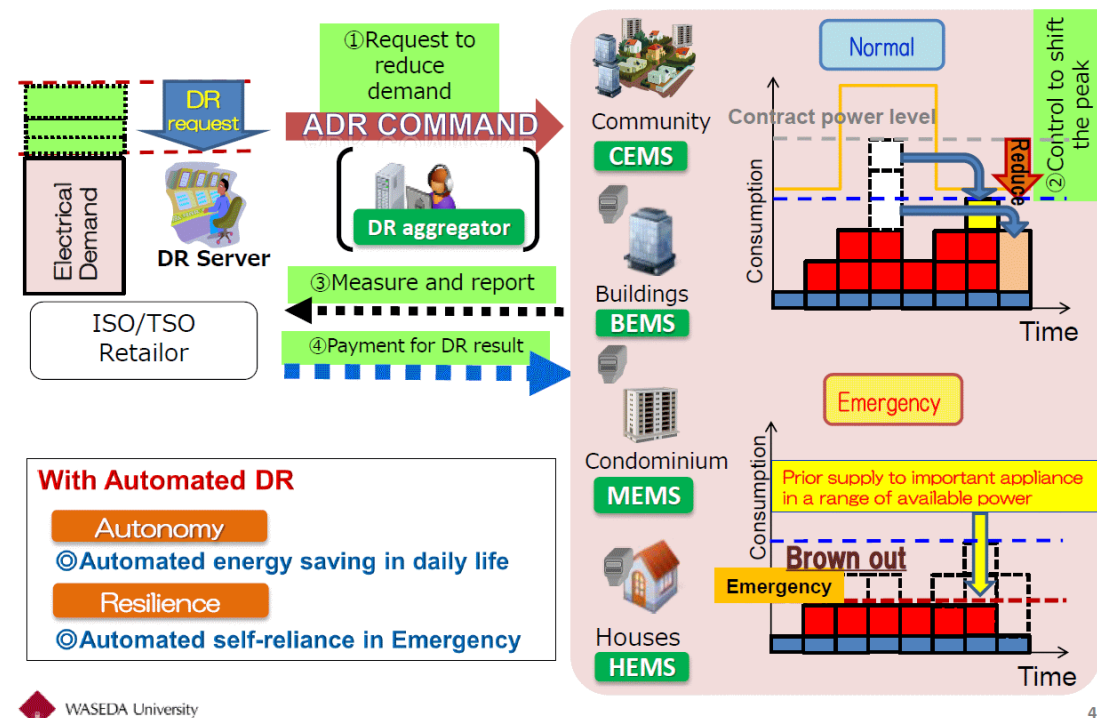 ①Request to
reduce
demand
DR
request
ADR COMMAND
Electrical
Demand
DR Server
DR aggregator
③Measure and report
ISO/TSO
Retailor
④Payment for DR result
Community
CEMS
Buildings
BEMS
Condominium
MEMS
Houses
HEMS
Normal
Contract power level
②Control to shift
the peak
Reduce
Consumption
Time
Emergency
Consumption
Prior supply to important appliance
in a range of available power
Brown out
Emergency
Time
With Automated DR
Autonomy
◎Automated energy saving in daily life
Resilience
◎Automated self-reliance in Emergency
WASEDA University
4